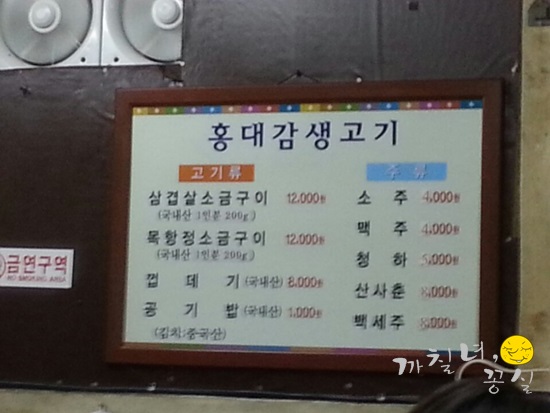 홍대감생고기
고기류
삼겹살소금구이 12,000원
(국내산 1인분 200g)
목항정소금구이 12,000원
(국내산 1인분 200g)
껍데기 (국내산) 8,000원
공기밥 (국내산) 1,000원
(김치:중국산)
주류
소주 4,000원
맥주 4,000원
청하 5,000원
산사춘 8,000원
백세주 8,000원
금연구역
NO SMOKING AREA
까칠녀,
꽁실